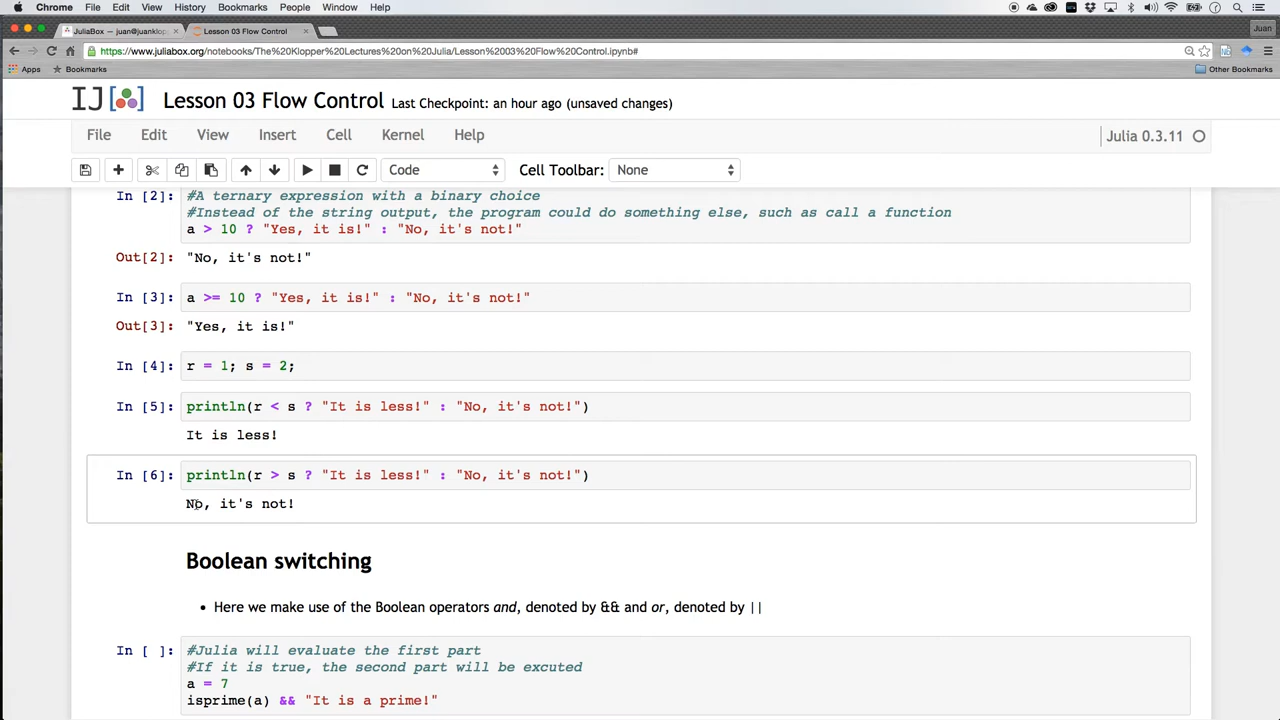 Chrome File Edit View History Bookmarks People Window Help
JuliaBox — juan@juanklop Lesson 03 Flow Control Juan
https://www.juliabox.org/notebooks/The%20Klopper%20Lectures%20on%20Julia/Lesson%2003%20Flow%20Control.ipynb#
Apps Bookmarks Other Bookmarks
IJ[ ] Lesson 03 Flow Control Last Checkpoint: an hour ago (unsaved changes)
File Edit View Insert Cell Kernel Help Julia 0.3.11
Code Cell Toolbar: None
In [2]: #A ternary expression with a binary choice
#Instead of the string output, the program could do something else, such as call a function
a > 10 ? "Yes, it is!" : "No, it's not!"
Out[2]: "No, it's not!"
In [3]: a >= 10 ? "Yes, it is!" : "No, it's not!"
Out[3]: "Yes, it is!"
In [4]: r = 1; s = 2;
In [5]: println(r < s ? "It is less!" : "No, it's not!")
It is less!
In [6]: println(r > s ? "It is less!" : "No, it's not!")
No, it's not!
Boolean switching
• Here we make use of the Boolean operators and, denoted by && and or, denoted by ||
In [ ]: #Julia will evaluate the first part
#If it is true, the second part will be excuted
a = 7
isprime(a) && "It is a prime!"